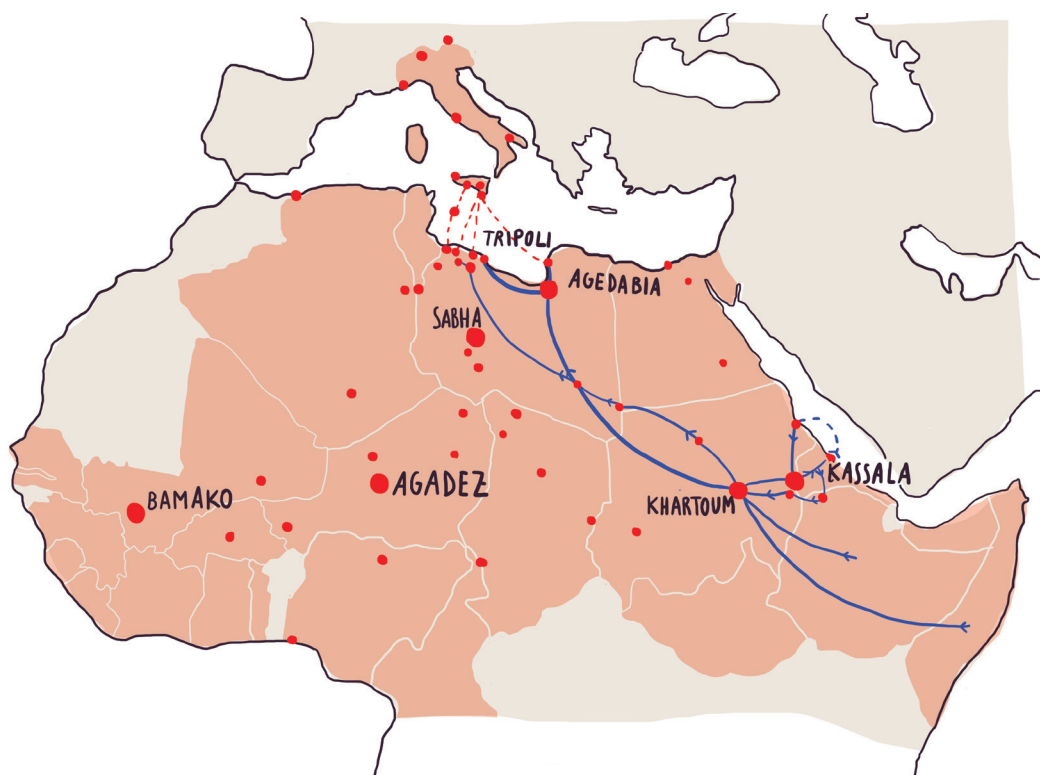 TRIPOLI
AGEDABIA
SABHA
KASSALA
AGADEZ
BAMAKO
KHARTOUM